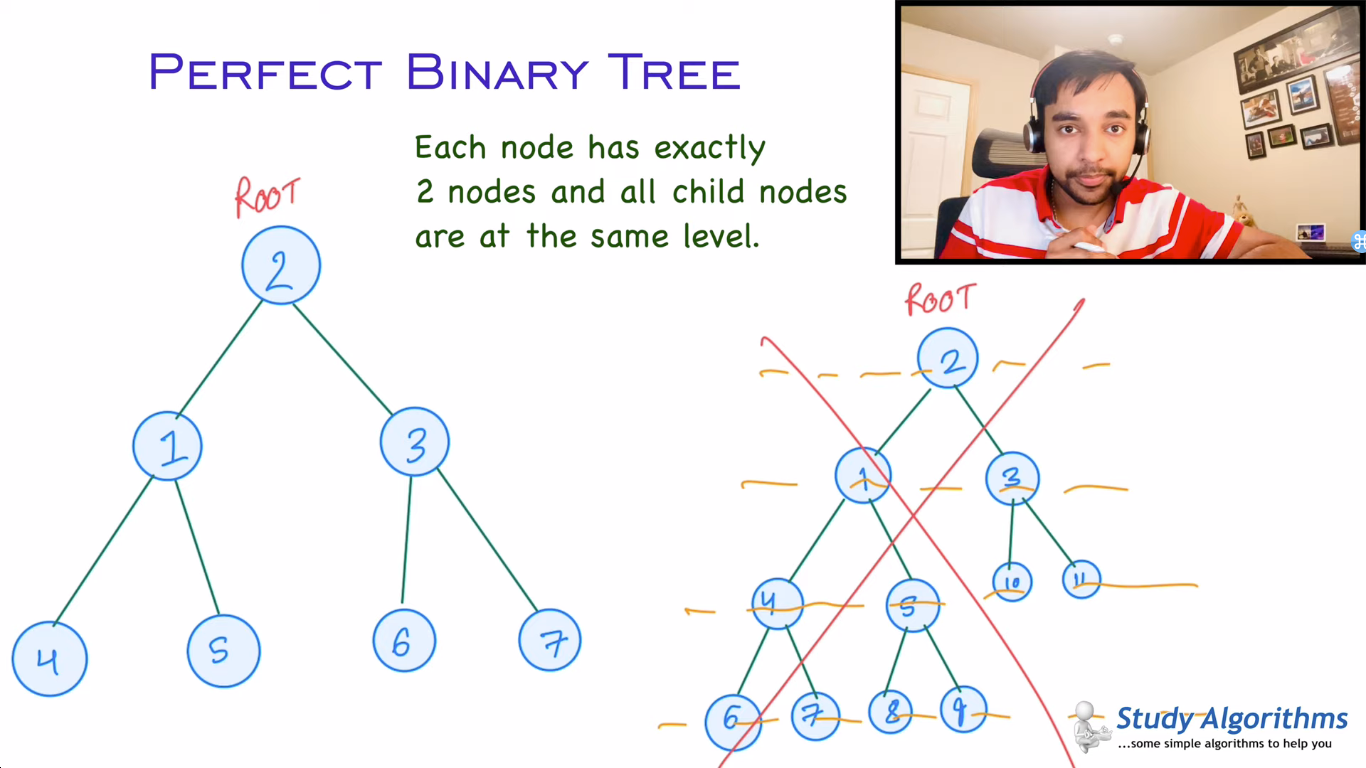 PERFECT BINARY TREE
Each node has exactly
2 nodes and all child nodes
are at the same level.
ROOT
2
1 3
4 5 6 7
ROOT
2
1 3
4 5 10 11
6 7 8 9
Study Algorithms
...some simple algorithms to help you